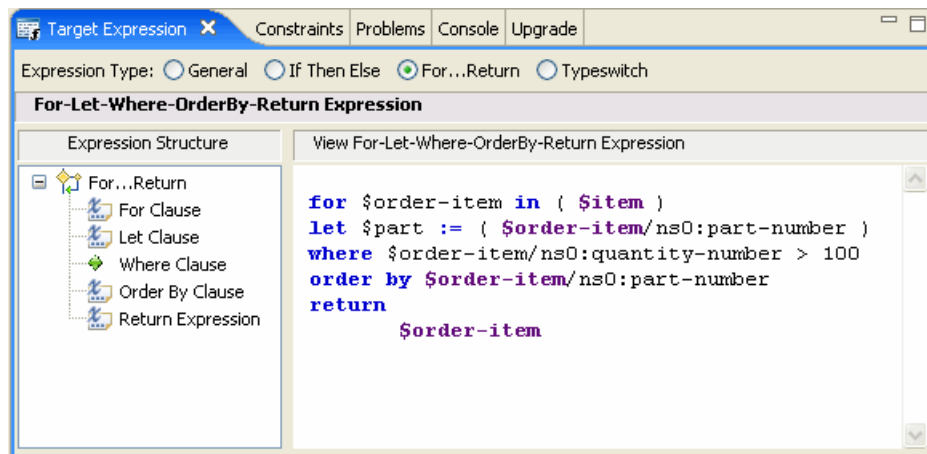 Target Expression Constraints Problems Console Upgrade
Expression Type: General If Then Else For...Return Typeswitch
For-Let-Where-OrderBy-Return Expression
Expression Structure
View For-Let-Where-OrderBy-Return Expression
For...Return
For Clause
Let Clause
Where Clause
Order By Clause
Return Expression
for $order-item in ( $item )
let $part := ( $order-item/ns0:part-number )
where $order-item/ns0:quantity-number > 100
order by $order-item/ns0:part-number
return
$order-item